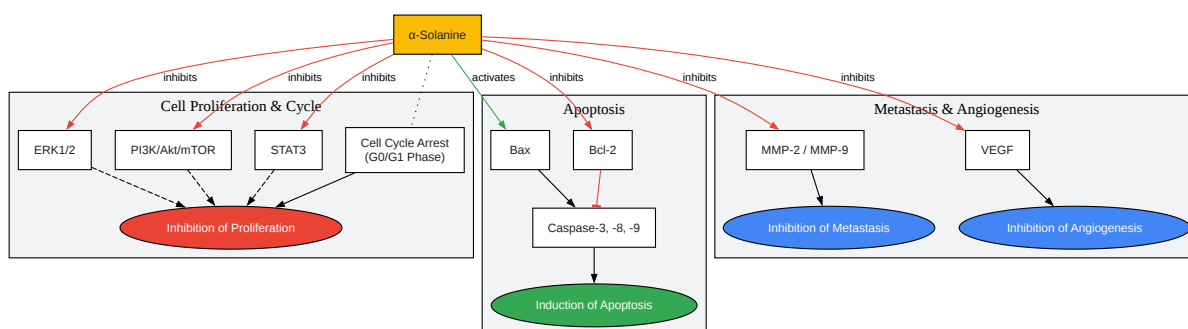 α-Solanine
inhibits
inhibits
inhibits
activates
inhibits
inhibits
inhibits
Cell Proliferation & Cycle
Apoptosis
Metastasis & Angiogenesis
ERK1/2
PI3K/Akt/mTOR
STAT3
Cell Cycle Arrest
(G0/G1 Phase)
Bax
Bcl-2
MMP-2 / MMP-9
VEGF
Inhibition of Proliferation
Caspase-3, -8, -9
Inhibition of Metastasis
Inhibition of Angiogenesis
Induction of Apoptosis